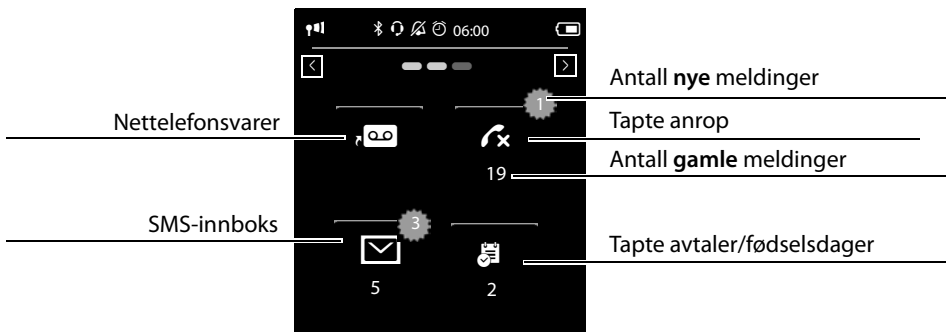 06:00
Antall nye meldinger
1
Nettelefonsvarer
Tapte anrop
Antall gamle meldinger
19
SMS-innboks
3
Tapte avtaler/fødselsdager
5
2